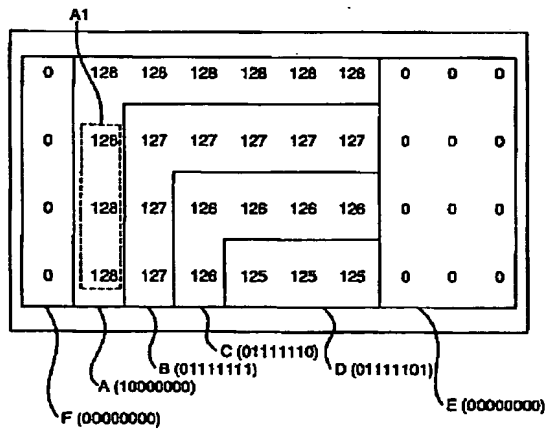 A1
0 128 128 128 128 128 128 0 0 0
0 128 127 127 127 127 127 0 0 0
0 128 127 126 126 126 126 0 0 0
0 128 127 126 125 125 125 0 0 0
C (01111110)
B (01111111)
D (01111101)
A (10000000)
E (00000000)
F (00000000)